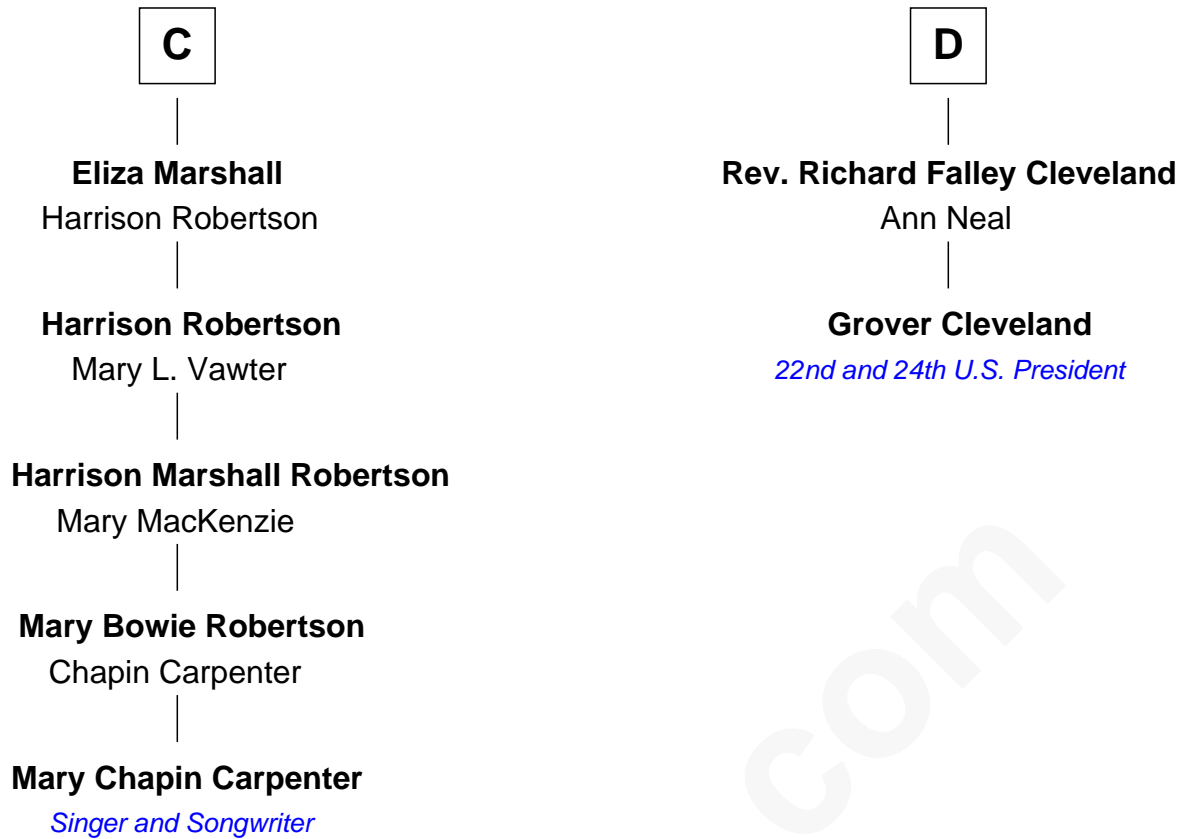 C
Eliza Marshall
Harrison Robertson
Harrison Robertson
Mary L. Vawter
Harrison Marshall Robertson
Mary MacKenzie
Mary Bowie Robertson
Chapin Carpenter
Mary Chapin Carpenter
Singer and Songwriter
D
Rev. Richard Falley Cleveland
Ann Neal
Grover Cleveland
22nd and 24th U.S. President
com